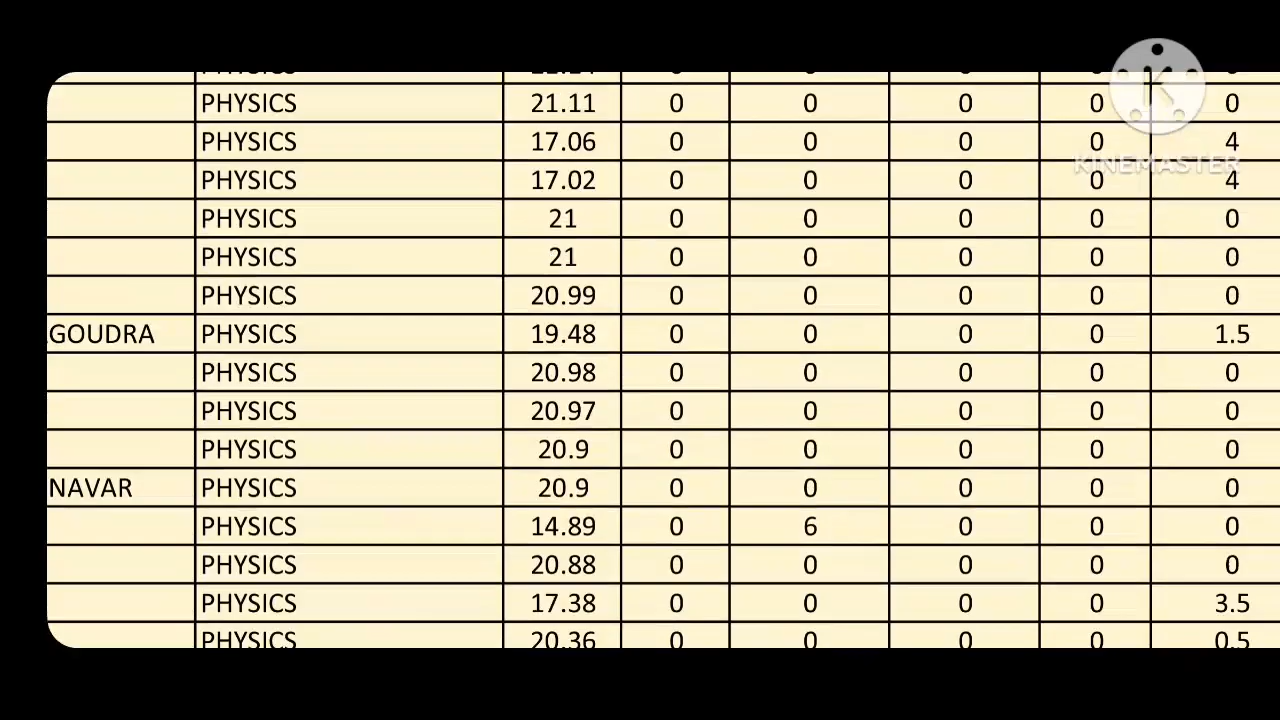 PHYSICS 21.11 0 0 0 0 0
PHYSICS 17.06 0 0 0 0 4
PHYSICS 17.02 0 0 0 0 4
PHYSICS 21 0 0 0 0 0
PHYSICS 21 0 0 0 0 0
PHYSICS 20.99 0 0 0 0 0
GOUDRA PHYSICS 19.48 0 0 0 0 1.5
PHYSICS 20.98 0 0 0 0 0
PHYSICS 20.97 0 0 0 0 0
PHYSICS 20.9 0 0 0 0 0
NAVAR PHYSICS 20.9 0 0 0 0 0
PHYSICS 14.89 0 6 0 0 0
PHYSICS 20.88 0 0 0 0 0
PHYSICS 17.38 0 0 0 0 3.5
PHYSICS 20.36 0 0 0 0 0.5
KINEMASTER